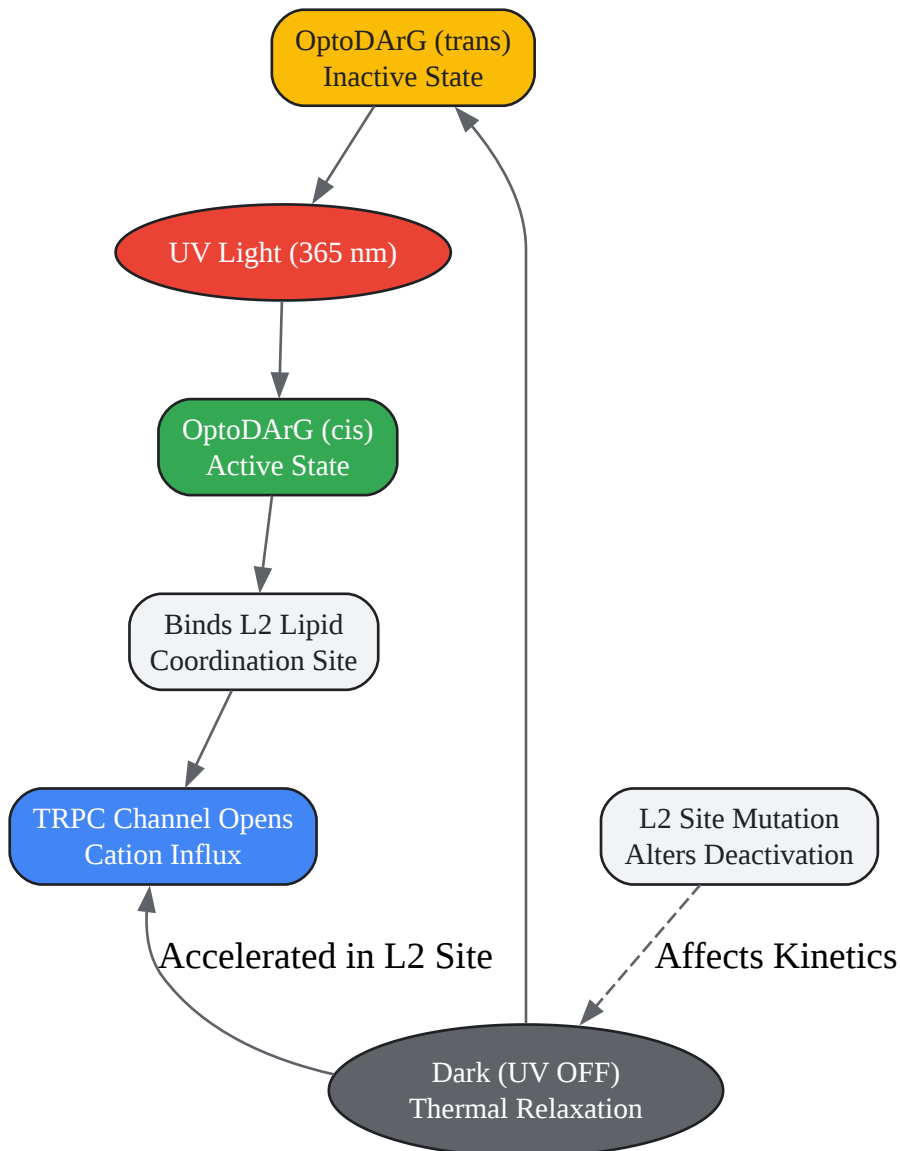 OptoDArG (trans)
Inactive State
UV Light (365 nm)
OptoDArG (cis)
Active State
Binds L2 Lipid
Coordination Site
TRPC Channel Opens
Cation Influx
L2 Site Mutation
Alters Deactivation
Accelerated in L2 Site
Affects Kinetics
Dark (UV OFF)
Thermal Relaxation